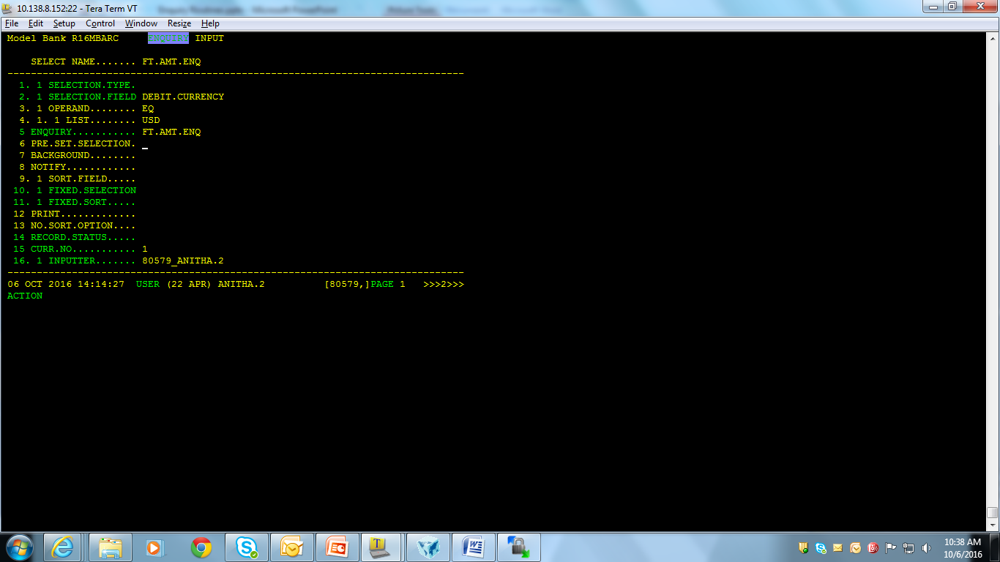 10.138.8.152:22 - Tera Term VT
File Edit Setup Control Window Resize Help
Model Bank R16MBARC ENQUIRY INPUT
SELECT NAME....... FT.AMT.ENQ
------------------------------------------------------------------------------
1. 1 SELECTION.TYPE.
2. 1 SELECTION.FIELD DEBIT.CURRENCY
3. 1 OPERAND........ EQ
4. 1. 1 LIST........ USD
5 ENQUIRY........... FT.AMT.ENQ
6 PRE.SET.SELECTION. _
7 BACKGROUND........
8 NOTIFY............
9. 1 SORT.FIELD.....
10. 1 FIXED.SELECTION
11. 1 FIXED.SORT.....
12 PRINT.............
13 NO.SORT.OPTION....
14 RECORD.STATUS.....
15 CURR.NO........... 1
16. 1 INPUTTER....... 80579_ANITHA.2
------------------------------------------------------------------------------
06 OCT 2016 14:14:27 USER (22 APR) ANITHA.2 [80579,]PAGE 1 >>>2>>>
ACTION
10:38 AM
10/6/2016